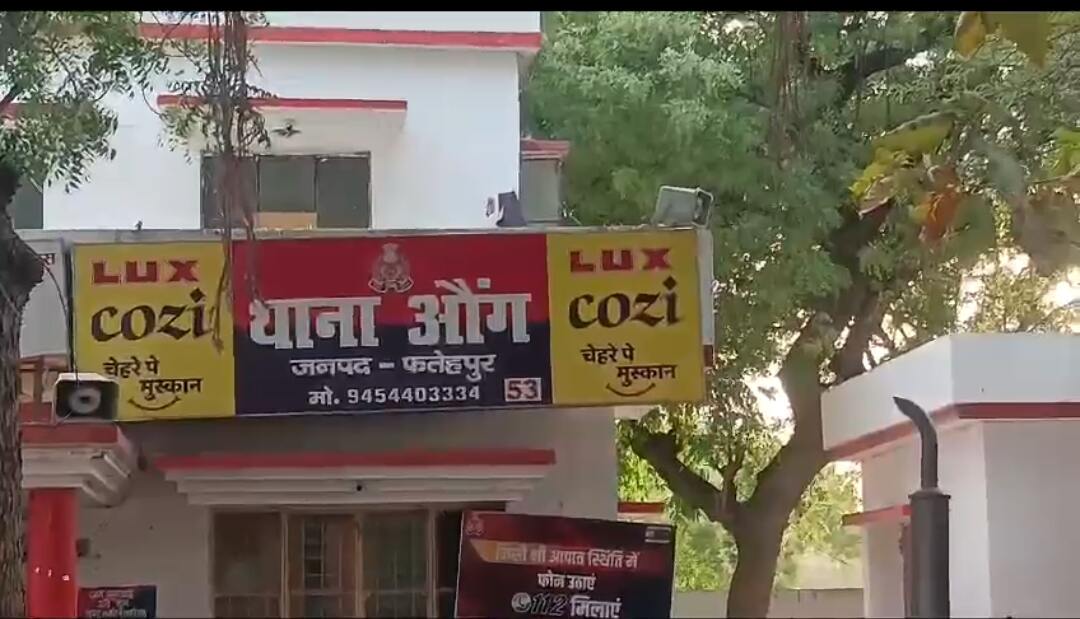 LUX
cozi
चेहरे पे
मुस्कान
थाना औंग
जनपद - फतेहपुर
मो. 9454403334
53
LUX
cozi
चेहरे पे
मुस्कान
किसी भी आपात स्थिति में
फोन उठाएं
112 मिलाएं